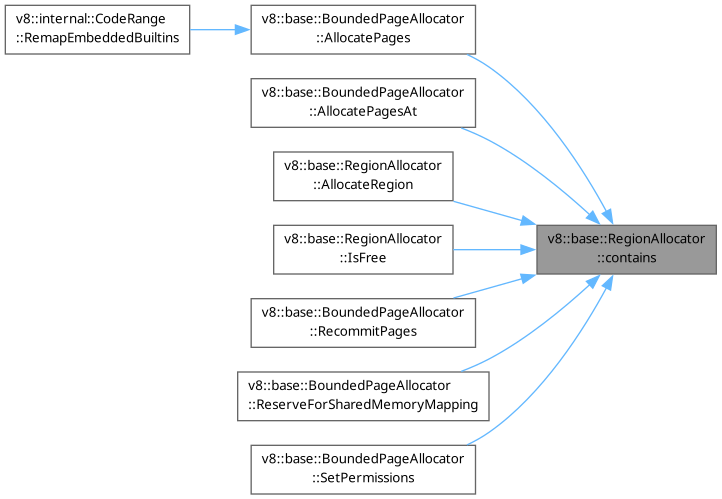 v8::internal::CodeRange
::RemapEmbeddedBuiltins
v8::base::BoundedPageAllocator
::AllocatePages
v8::base::BoundedPageAllocator
::AllocatePagesAt
v8::base::RegionAllocator
::AllocateRegion
v8::base::RegionAllocator
::IsFree
v8::base::RegionAllocator
::contains
v8::base::BoundedPageAllocator
::RecommitPages
v8::base::BoundedPageAllocator
::ReserveForSharedMemoryMapping
v8::base::BoundedPageAllocator
::SetPermissions